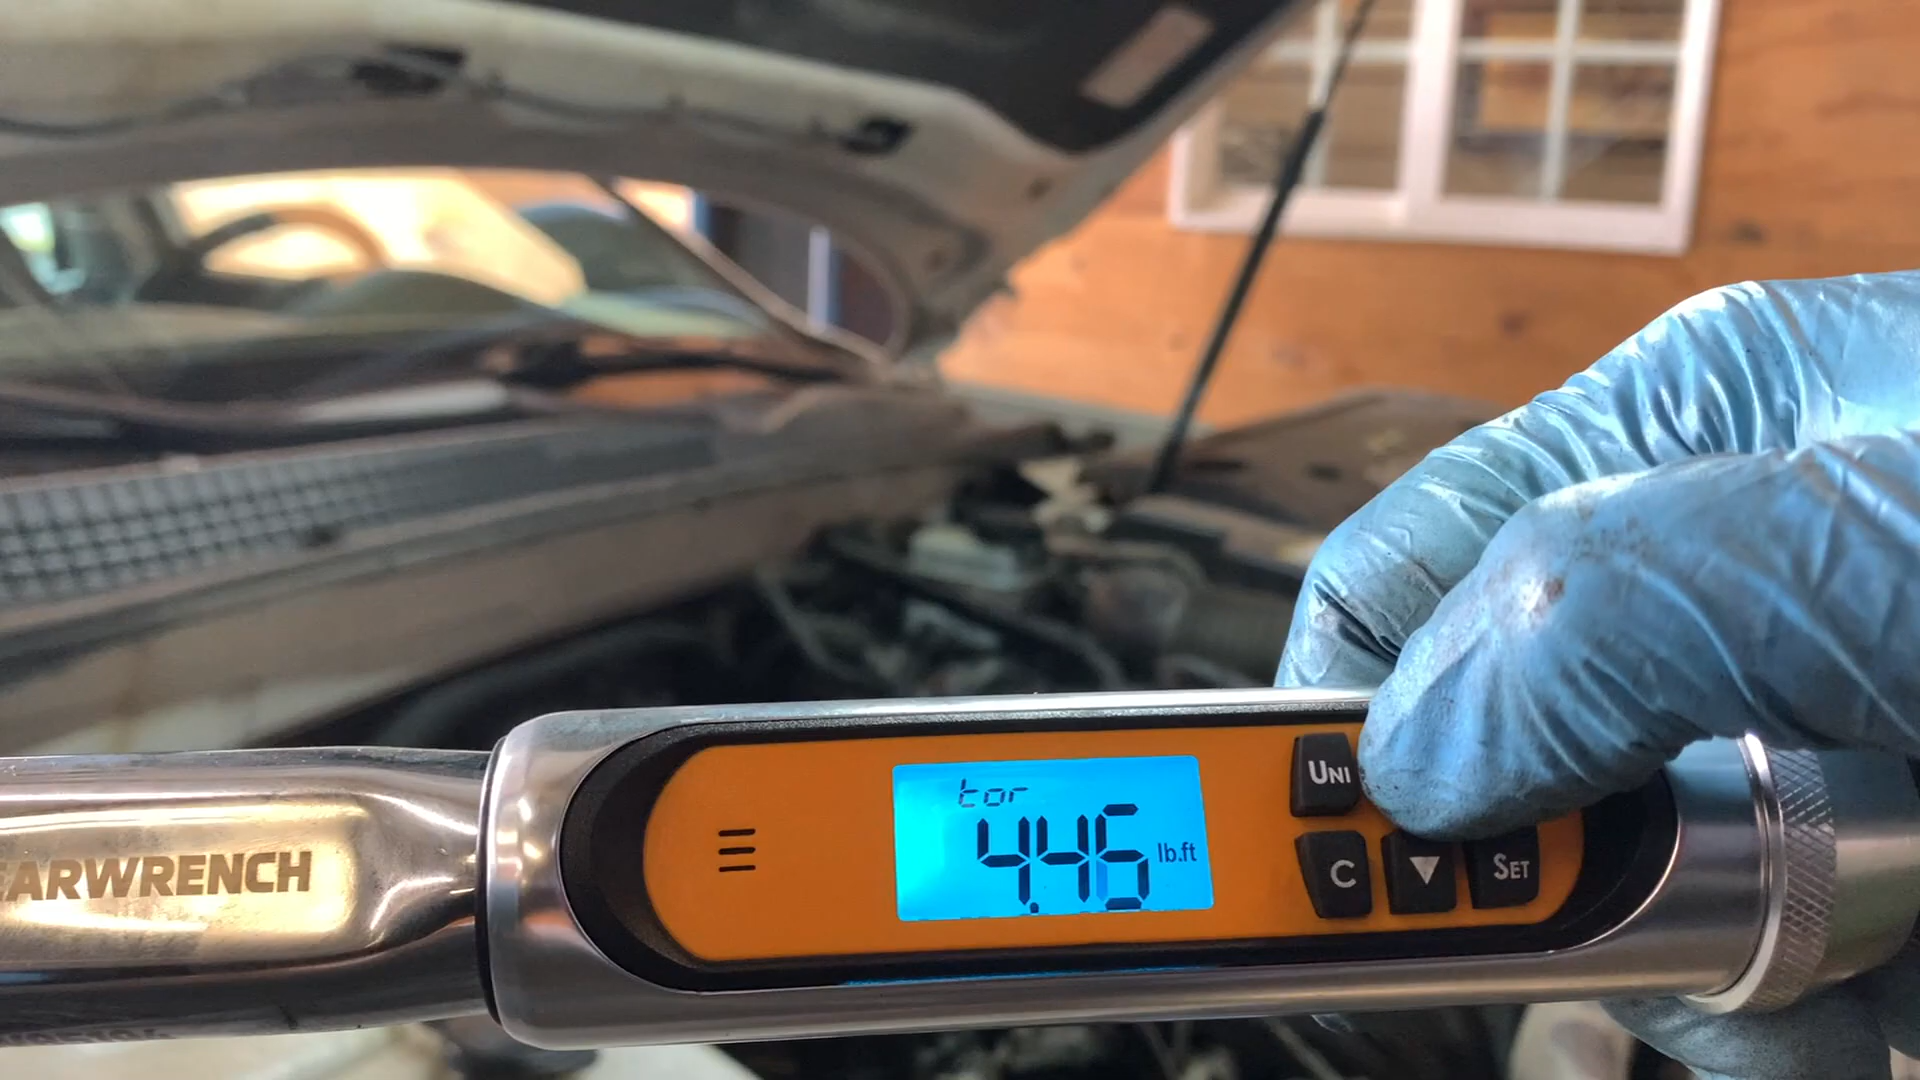 EARWRENCH
tor
4.46 lb.ft
UNI
C ▼ SET